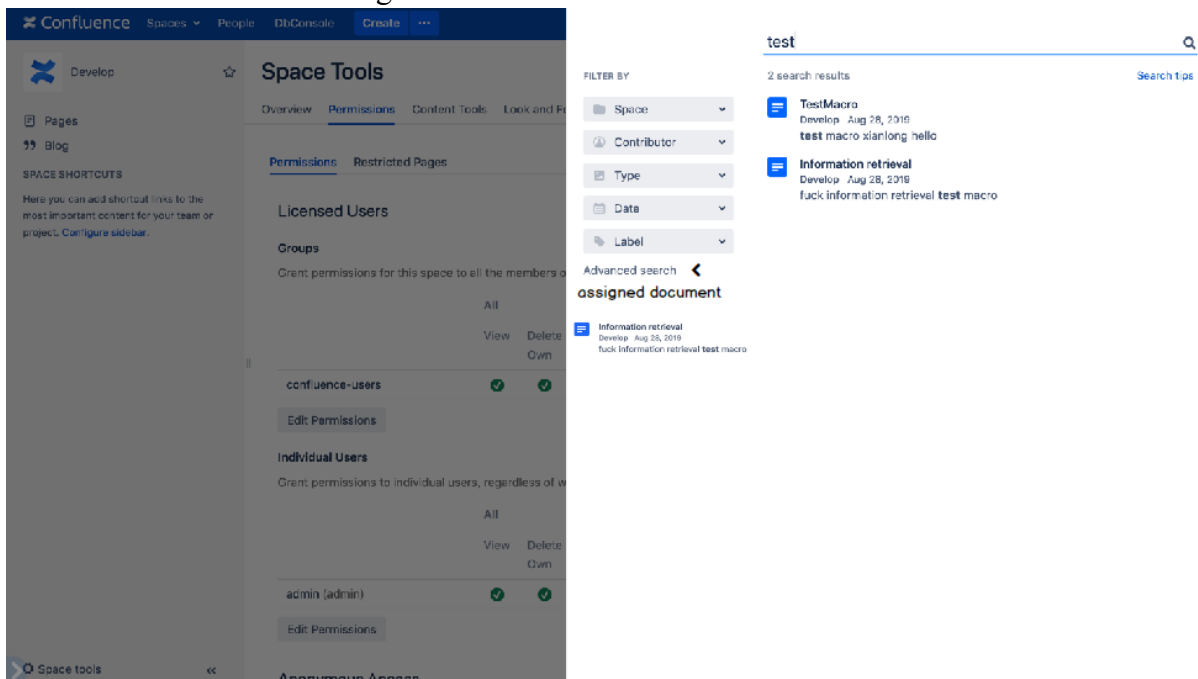 Confluence Spaces People DbConsole Create ...
Develop
Pages
Blog
SPACE SHORTCUTS
Here you can add shortcut links to the
most important content for your team or
project. Configure sidebar.
Space tools
Space Tools
Overview Permissions Content Tools Look and Fe
Permissions Restricted Pages
Licensed Users
Groups
Grant permissions for this space to all the members o
All
View Delete
Own
confluence-users
Edit Permissions
Individual Users
Grant permissions to individual users, regardless of w
All
View Delete
Own
admin (admin)
Edit Permissions
Anonymous Access
test
FILTER BY
Space
Contributor
Type
Date
Label
Advanced search
assigned document
Information retrieval
Develop Aug 28, 2019
fuck information retrieval test macro
2 search results Search tips
TestMacro
Develop Aug 28, 2019
test macro xianlong hello
Information retrieval
Develop Aug 28, 2019
fuck information retrieval test macro